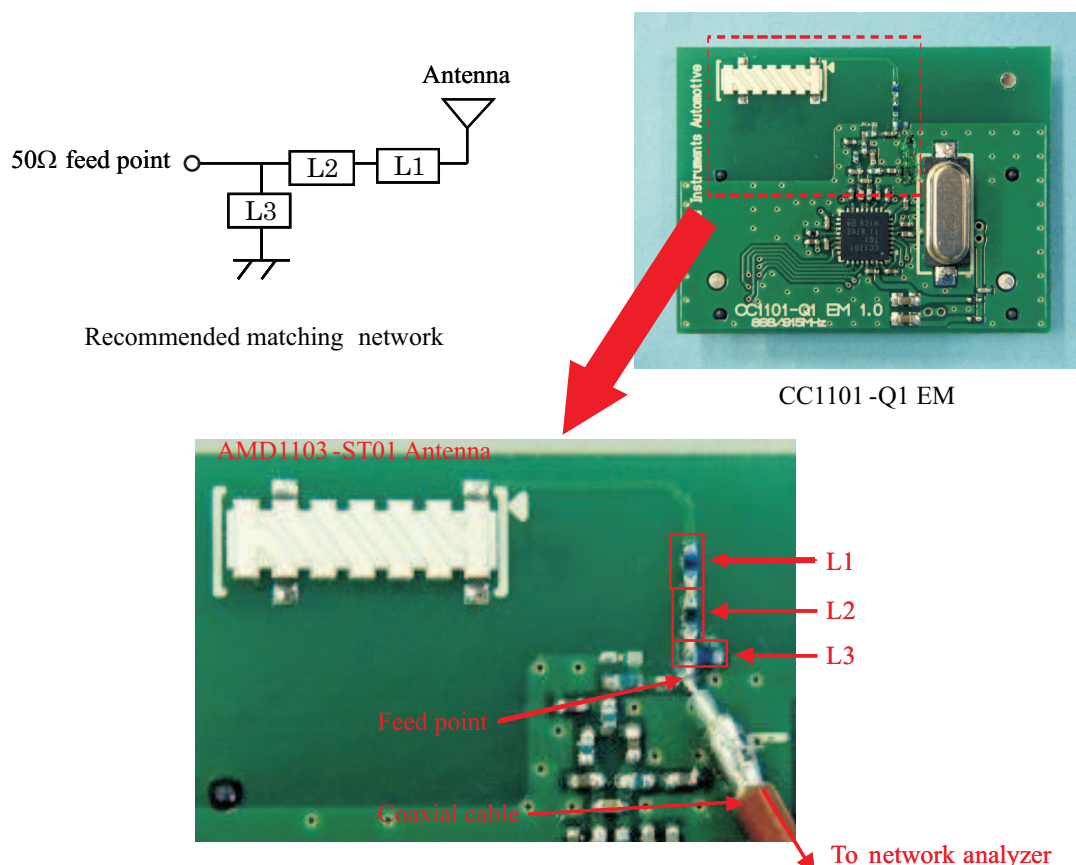 Antenna
50Ω feed point
L2
L1
L3
Recommended matching network
Instruments Automotive
CC1101-Q1 EM 1.0
868/915MHz
CC1101 -Q1 EM
AMD1103 -ST01 Antenna
L1
L2
L3
Feed point
Coaxial cable
To network analyzer